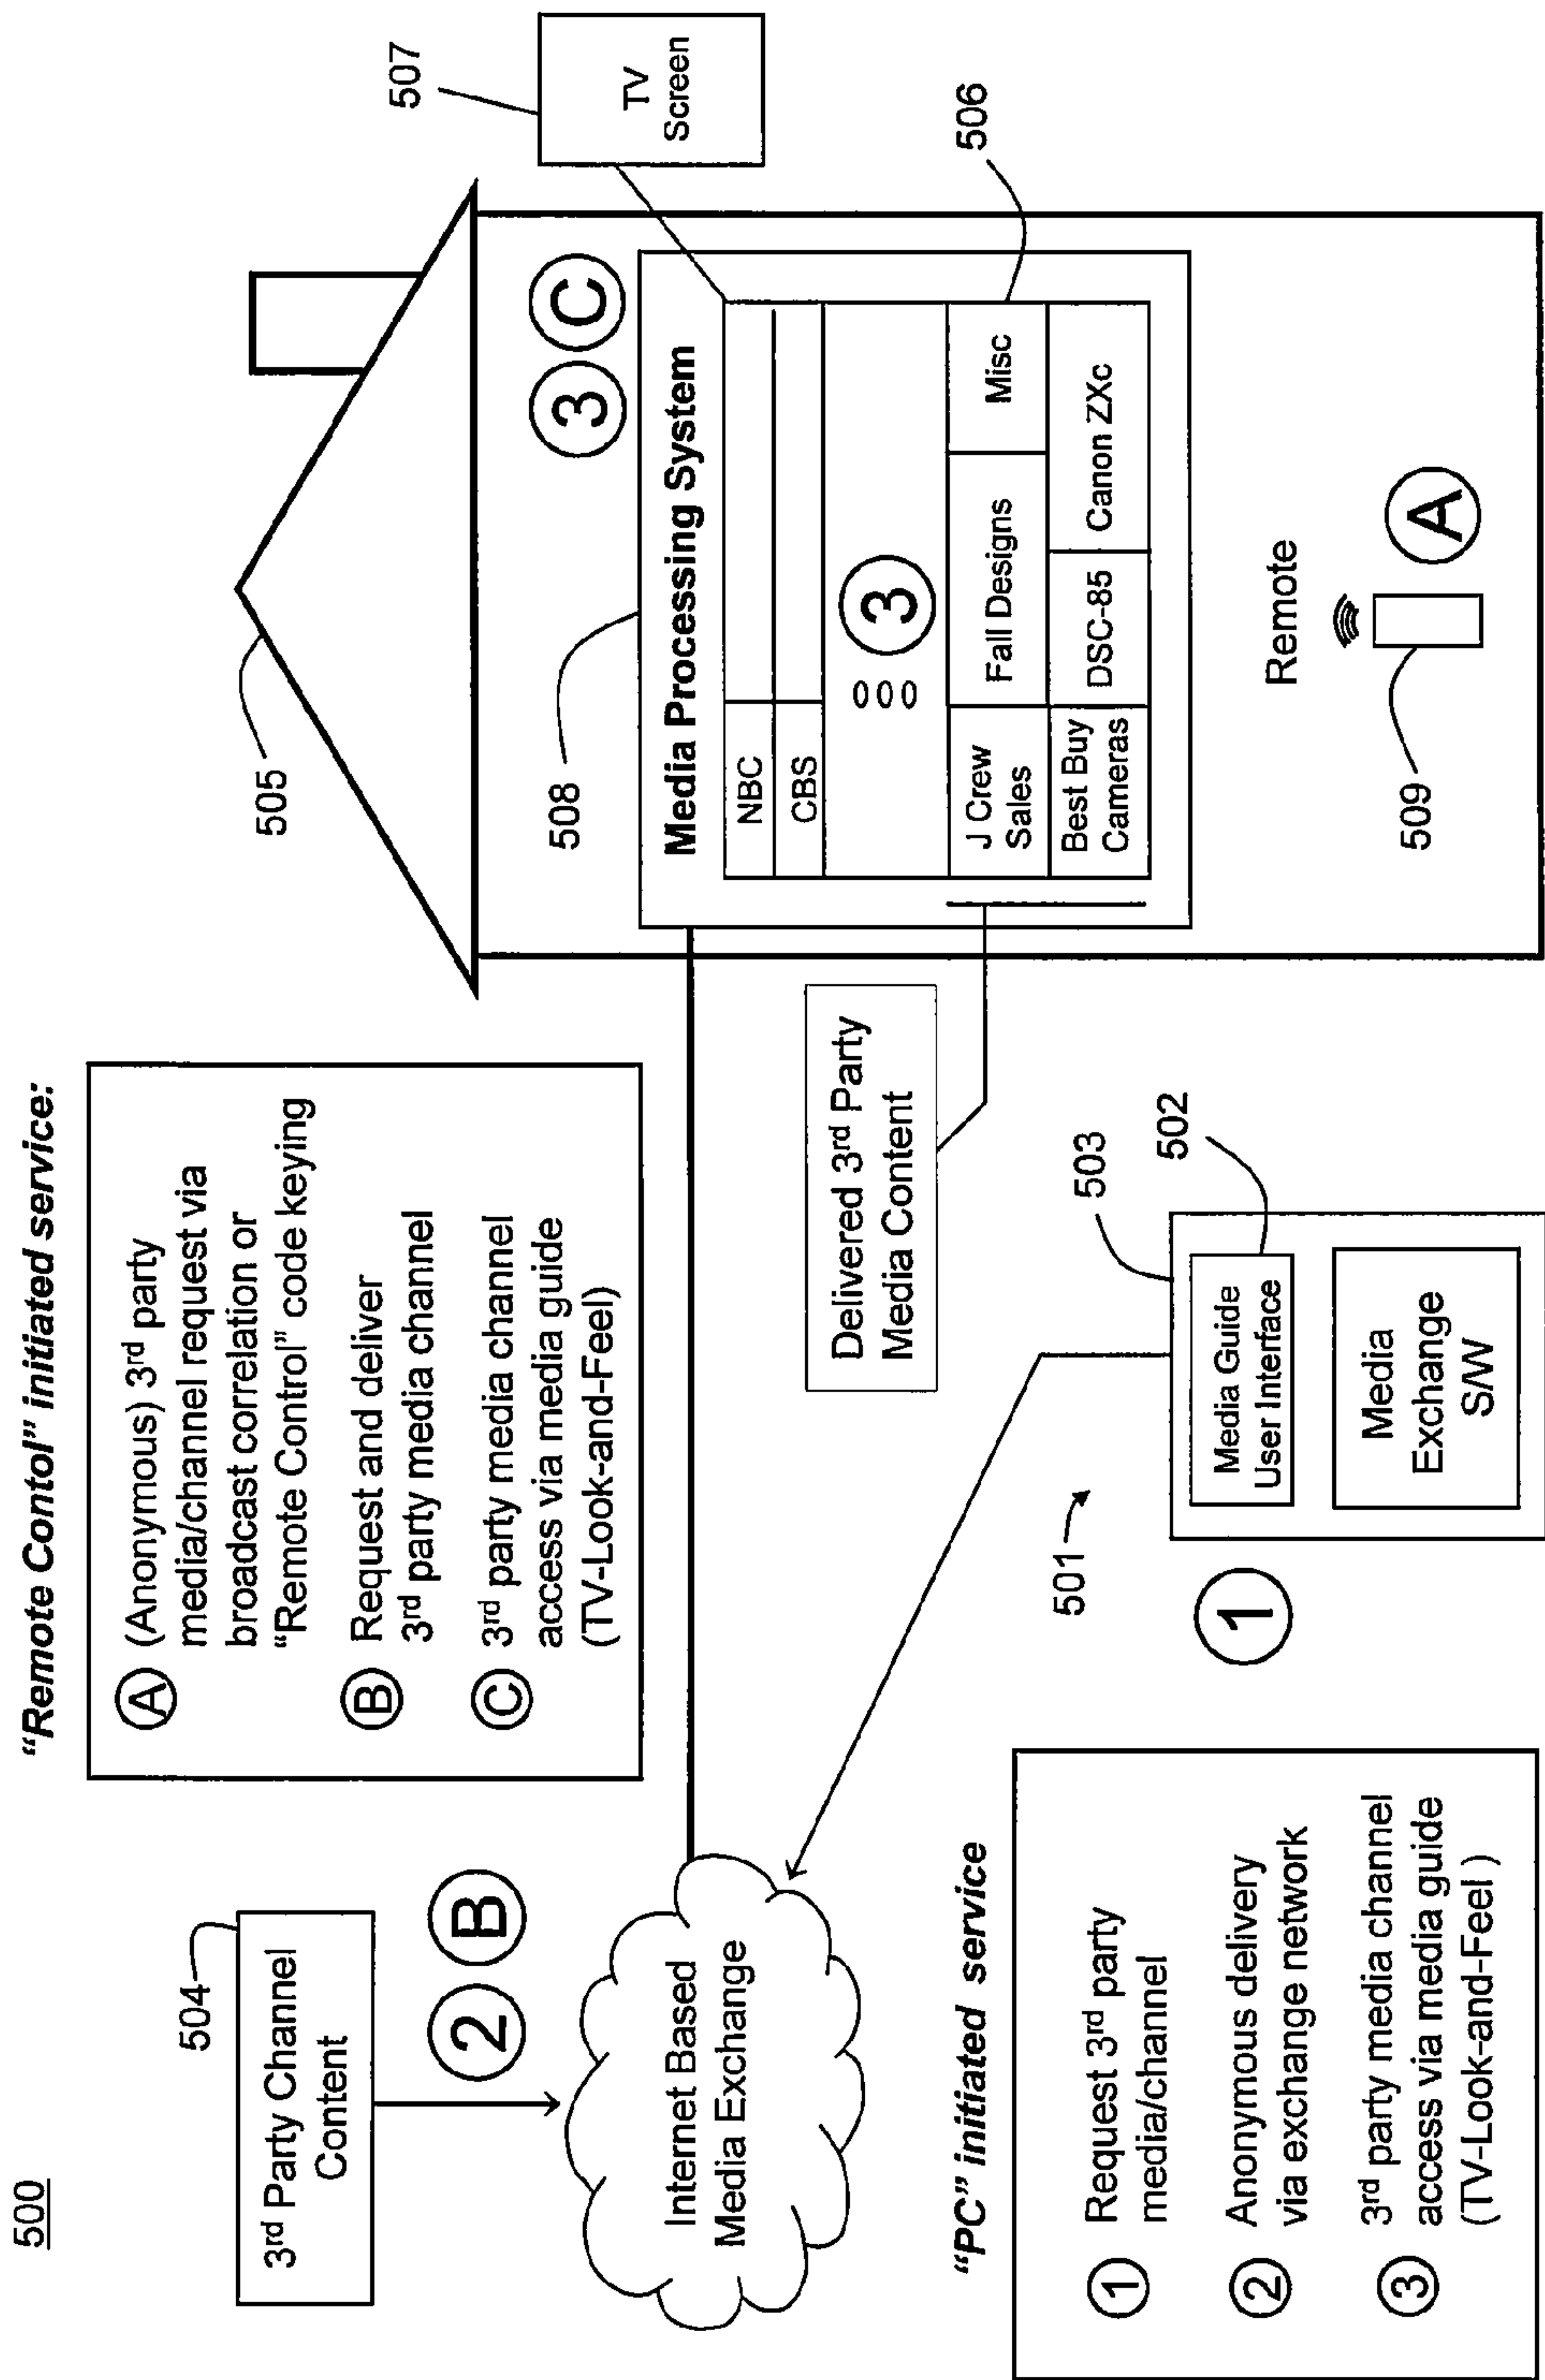 500
"Remote Contol" initiated service:
504
3rd Party Channel
Content
2
B
A
(Anonymous) 3rd party
media/channel request via
broadcast correlation or
"Remote Control" code keying
B
Request and deliver
3rd party media channel
C
3rd party media channel
access via media guide
(TV-Look-and-Feel)
505
507
TV
Screen
3
C
508
Media Processing System
NBC
CBS
000
3
J Crew
Sales
Fall Designs
Misc
Best Buy
Cameras
DSC-85
Canon ZXc
506
Remote
509
A
Internet Based
Media Exchange
Delivered 3rd Party
Media Content
"PC" initiated service
1
Request 3rd party
media/channel
2
Anonymous delivery
via exchange network
3
3rd party media channel
access via media guide
(TV-Look-and-Feel )
1
501
503
502
Media Guide
User Interface
Media
Exchange
S/W